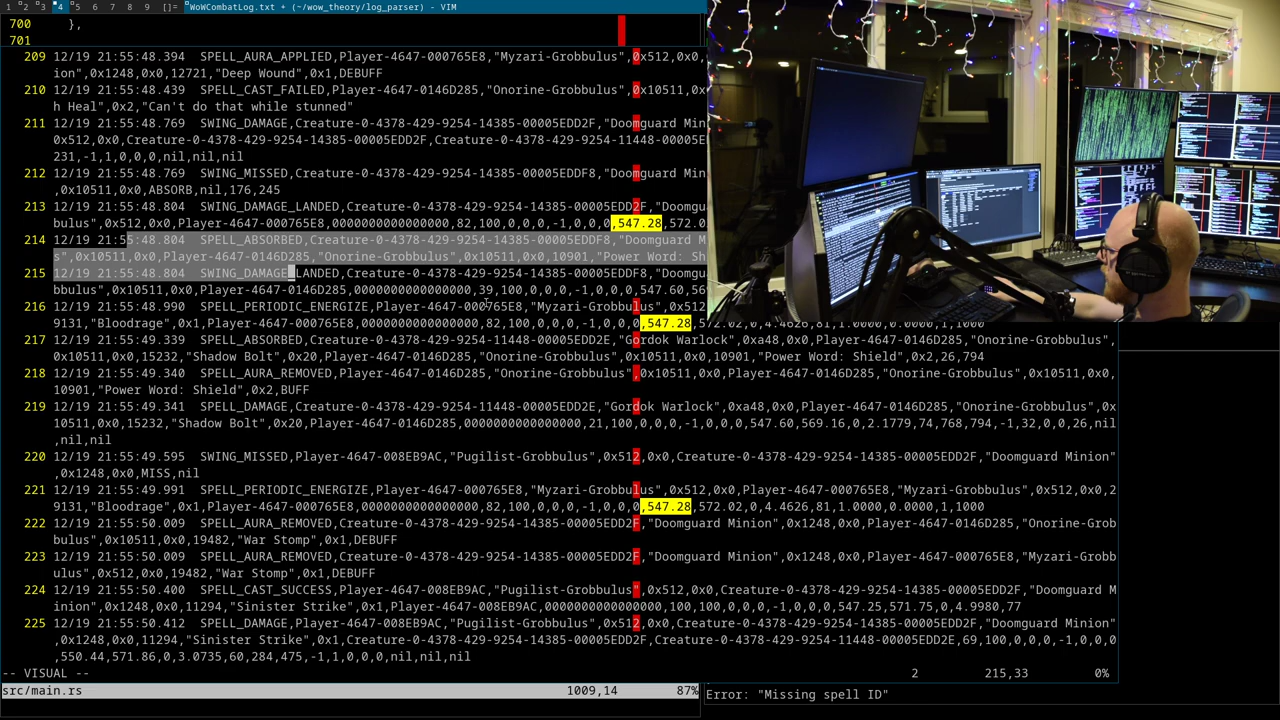 1 2 3 4 5 6 7 8 9 []= WoWCombatLog.txt + (~/wow_theory/log_parser) - VIM
700 },
701
209 12/19 21:55:48.394 SPELL_AURA_APPLIED,Player-4647-000765E8,"Myzari-Grobbulus",0x512,0x0,
ion",0x1248,0x0,12721,"Deep Wound",0x1,DEBUFF
210 12/19 21:55:48.439 SPELL_CAST_FAILED,Player-4647-0146D285,"Onorine-Grobbulus",0x10511,0x0
h Heal",0x2,"Can't do that while stunned"
211 12/19 21:55:48.769 SWING_DAMAGE,Creature-0-4378-429-9254-14385-00005EDD2F,"Doomguard Min
0x512,0x0,Creature-0-4378-429-9254-14385-00005EDD2F,Creature-0-4378-429-9254-11448-00005EDD2E
231,-1,1,0,0,0,nil,nil,nil
212 12/19 21:55:48.769 SWING_MISSED,Creature-0-4378-429-9254-14385-00005EDDF8,"Doomguard Min
,0x10511,0x0,ABSORB,nil,176,245
213 12/19 21:55:48.804 SWING_DAMAGE_LANDED,Creature-0-4378-429-9254-14385-00005EDD2F,"Doomgu
bulus",0x512,0x0,Player-4647-000765E8,0000000000000000,82,100,0,0,0,-1,0,0,0,547.28,572.0
214 12/19 21:55:48.804 SPELL_ABSORBED,Creature-0-4378-429-9254-14385-00005EDDF8,"Doomguard M
s",0x10511,0x0,Player-4647-0146D285,"Onorine-Grobbulus",0x10511,0x0,10901,"Power Word: Sh
215 12/19 21:55:48.804 SWING_DAMAGE_LANDED,Creature-0-4378-429-9254-14385-00005EDDF8,"Doomgu
bbulus",0x10511,0x0,Player-4647-0146D285,0000000000000000,39,100,0,0,0,-1,0,0,0,547.60,56
216 12/19 21:55:48.990 SPELL_PERIODIC_ENERGIZE,Player-4647-000765E8,"Myzari-Grobbulus",0x512
9131,"Bloodrage",0x1,Player-4647-000765E8,0000000000000000,82,100,0,0,0,-1,0,0,0,547.28,572.02,0,4.4626,81,1.0000,0.0000,1,1000
217 12/19 21:55:49.339 SPELL_ABSORBED,Creature-0-4378-429-9254-11448-00005EDD2E,"Gordok Warlock",0xa48,0x0,Player-4647-0146D285,"Onorine-Grobbulus",
0x10511,0x0,15232,"Shadow Bolt",0x20,Player-4647-0146D285,"Onorine-Grobbulus",0x10511,0x0,10901,"Power Word: Shield",0x2,26,794
218 12/19 21:55:49.340 SPELL_AURA_REMOVED,Player-4647-0146D285,"Onorine-Grobbulus",0x10511,0x0,Player-4647-0146D285,"Onorine-Grobbulus",0x10511,0x0,
10901,"Power Word: Shield",0x2,BUFF
219 12/19 21:55:49.341 SPELL_DAMAGE,Creature-0-4378-429-9254-11448-00005EDD2E,"Gordok Warlock",0xa48,0x0,Player-4647-0146D285,"Onorine-Grobbulus",0x
10511,0x0,15232,"Shadow Bolt",0x20,Player-4647-0146D285,0000000000000000,21,100,0,0,0,-1,0,0,0,547.60,569.16,0,2.1779,74,768,794,-1,32,0,0,26,nil
,nil,nil
220 12/19 21:55:49.595 SWING_MISSED,Player-4647-008EB9AC,"Pugilist-Grobbulus",0x512,0x0,Creature-0-4378-429-9254-14385-00005EDD2F,"Doomguard Minion"
,0x1248,0x0,MISS,nil
221 12/19 21:55:49.991 SPELL_PERIODIC_ENERGIZE,Player-4647-000765E8,"Myzari-Grobbulus",0x512,0x0,Player-4647-000765E8,"Myzari-Grobbulus",0x512,0x0,2
9131,"Bloodrage",0x1,Player-4647-000765E8,0000000000000000,82,100,0,0,0,-1,0,0,0,547.28,572.02,0,4.4626,81,1.0000,0.0000,1,1000
222 12/19 21:55:50.009 SPELL_AURA_REMOVED,Creature-0-4378-429-9254-14385-00005EDD2F,"Doomguard Minion",0x1248,0x0,Player-4647-0146D285,"Onorine-Grob
bulus",0x10511,0x0,19482,"War Stomp",0x1,DEBUFF
223 12/19 21:55:50.009 SPELL_AURA_REMOVED,Creature-0-4378-429-9254-14385-00005EDD2F,"Doomguard Minion",0x1248,0x0,Player-4647-000765E8,"Myzari-Grobb
ulus",0x512,0x0,19482,"War Stomp",0x1,DEBUFF
224 12/19 21:55:50.400 SPELL_CAST_SUCCESS,Player-4647-008EB9AC,"Pugilist-Grobbulus",0x512,0x0,Creature-0-4378-429-9254-14385-00005EDD2F,"Doomguard M
inion",0x1248,0x0,11294,"Sinister Strike",0x1,Player-4647-008EB9AC,0000000000000000,100,100,0,0,0,-1,0,0,0,547.25,571.75,0,4.9980,77
225 12/19 21:55:50.412 SPELL_DAMAGE,Player-4647-008EB9AC,"Pugilist-Grobbulus",0x512,0x0,Creature-0-4378-429-9254-14385-00005EDD2F,"Doomguard Minion"
,0x1248,0x0,11294,"Sinister Strike",0x1,Creature-0-4378-429-9254-14385-00005EDD2F,Creature-0-4378-429-9254-11448-00005EDD2E,69,100,0,0,0,-1,0,0,0
,550.44,571.86,0,3.0735,60,284,475,-1,1,0,0,0,nil,nil,nil
-- VISUAL -- 2 215,33 0%
src/main.rs 1009,14 87%
Error: "Missing spell ID"